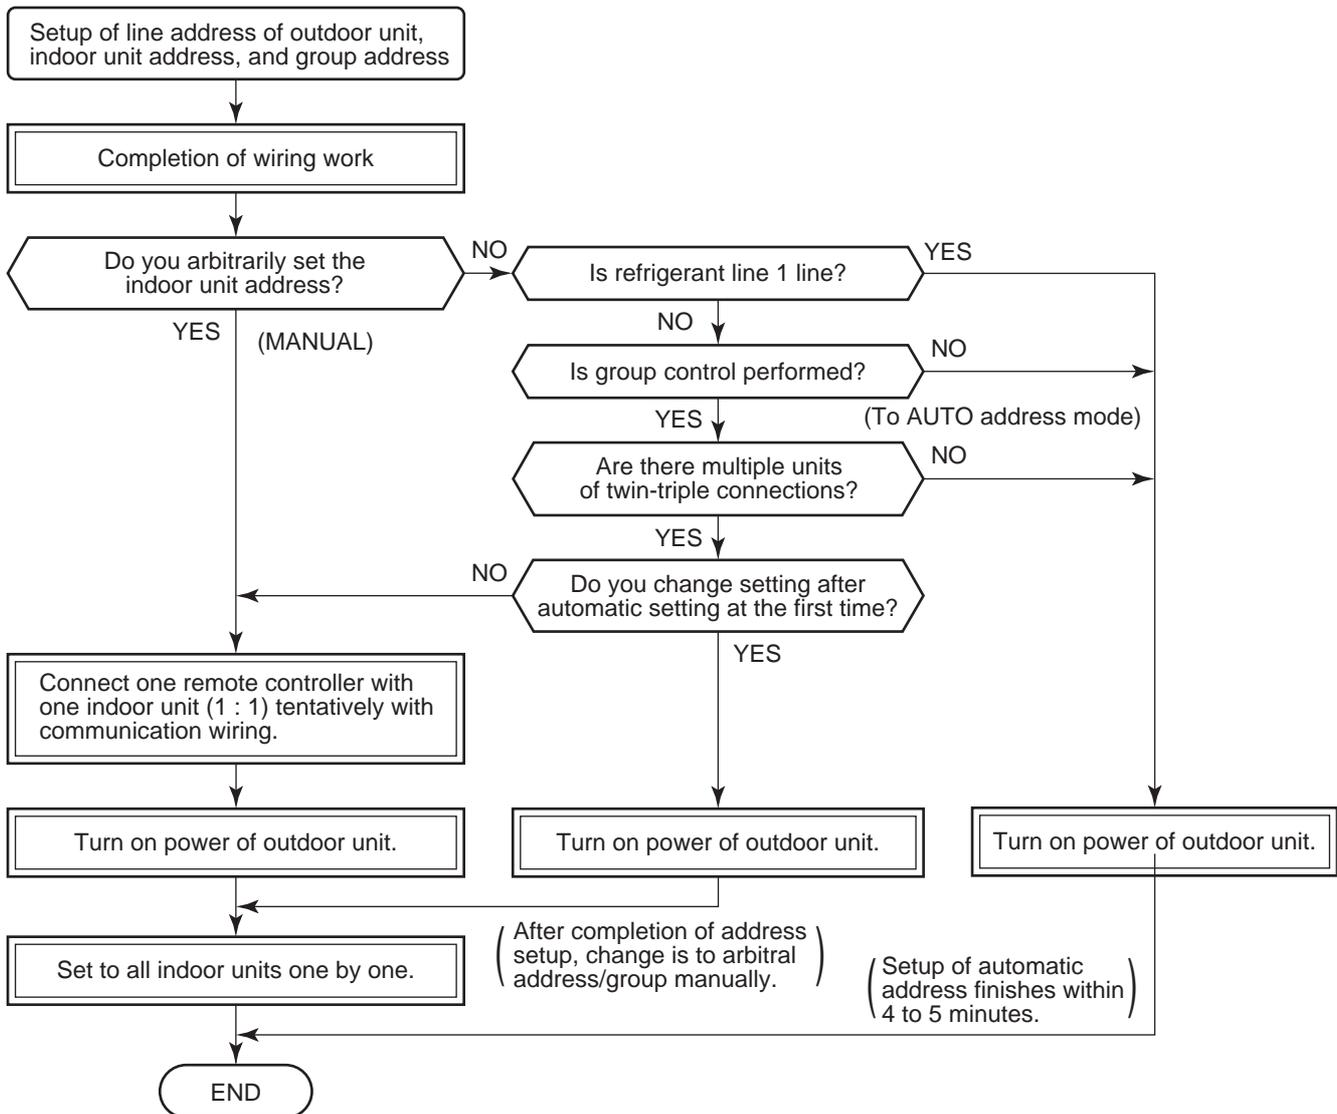 Setup of line address of outdoor unit,
indoor unit address, and group address
Completion of wiring work
Do you arbitrarily set the
indoor unit address?
NO
YES
(MANUAL)
Is refrigerant line 1 line?
YES
NO
Is group control performed?
NO
YES
(To AUTO address mode)
Are there multiple units
of twin-triple connections?
NO
YES
Do you change setting after
automatic setting at the first time?
NO
YES
Connect one remote controller with
one indoor unit (1 : 1) tentatively with
communication wiring.
Turn on power of outdoor unit.
Turn on power of outdoor unit.
Turn on power of outdoor unit.
(After completion of address
setup, change is to arbitral
address/group manually.)
Set to all indoor units one by one.
(Setup of automatic
address finishes within
4 to 5 minutes.)
END